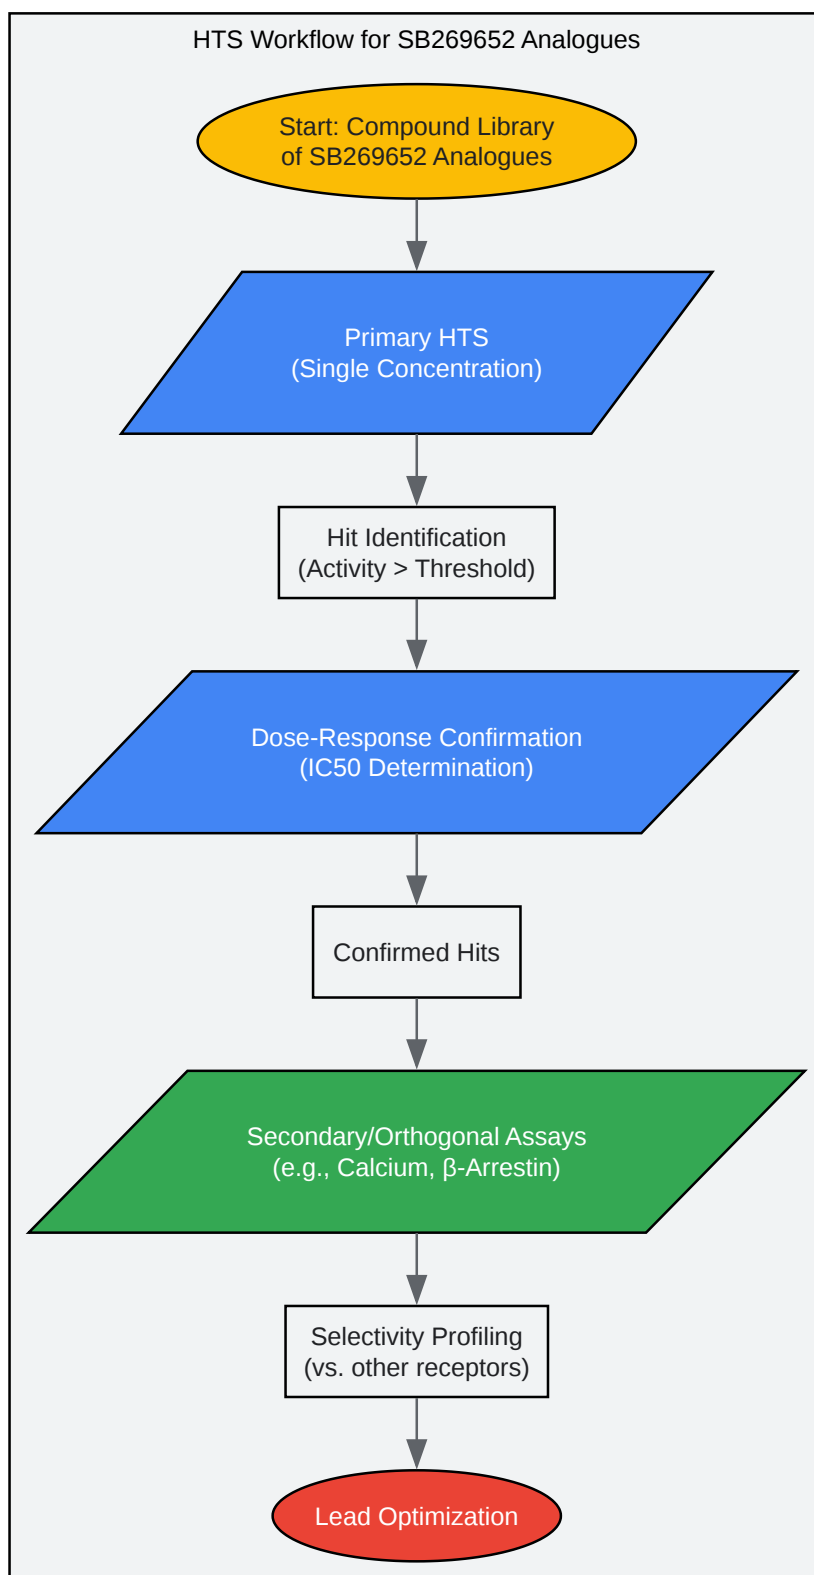 HTS Workflow for SB269652 Analogues
Start: Compound Library
of SB269652 Analogues
Primary HTS
(Single Concentration)
Hit Identification
(Activity > Threshold)
Dose-Response Confirmation
(IC50 Determination)
Confirmed Hits
Secondary/Orthogonal Assays
(e.g., Calcium, β-Arrestin)
Selectivity Profiling
(vs. other receptors)
Lead Optimization